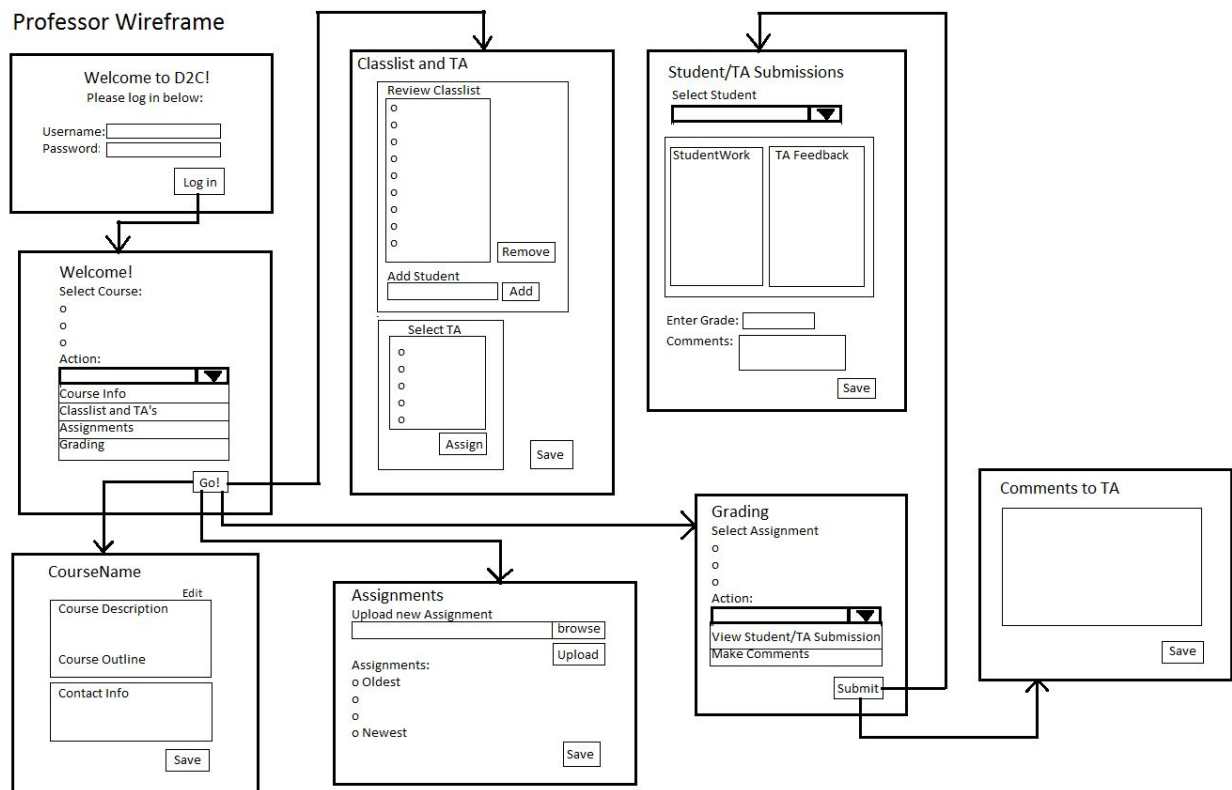 Professor Wireframe
Welcome to D2C!
Please log in below:
Username:
Password:
Log in
Welcome!
Select Course:
o
o
o
Action:
Course Info
Classlist and TA's
Assignments
Grading
Go!
CourseName
Edit
Course Description
Course Outline
Contact Info
Save
Classlist and TA
Review Classlist
o
o
o
o
o
o
o
o
o
Remove
Add Student
Add
Select TA
o
o
o
o
o
Assign
Save
Assignments
Upload new Assignment
browse
Upload
Assignments:
o Oldest
o
o
o Newest
Save
Student/TA Submissions
Select Student
StudentWork
TA Feedback
Enter Grade:
Comments:
Save
Grading
Select Assignment
o
o
o
Action:
View Student/TA Submission
Make Comments
Submit
Comments to TA
Save